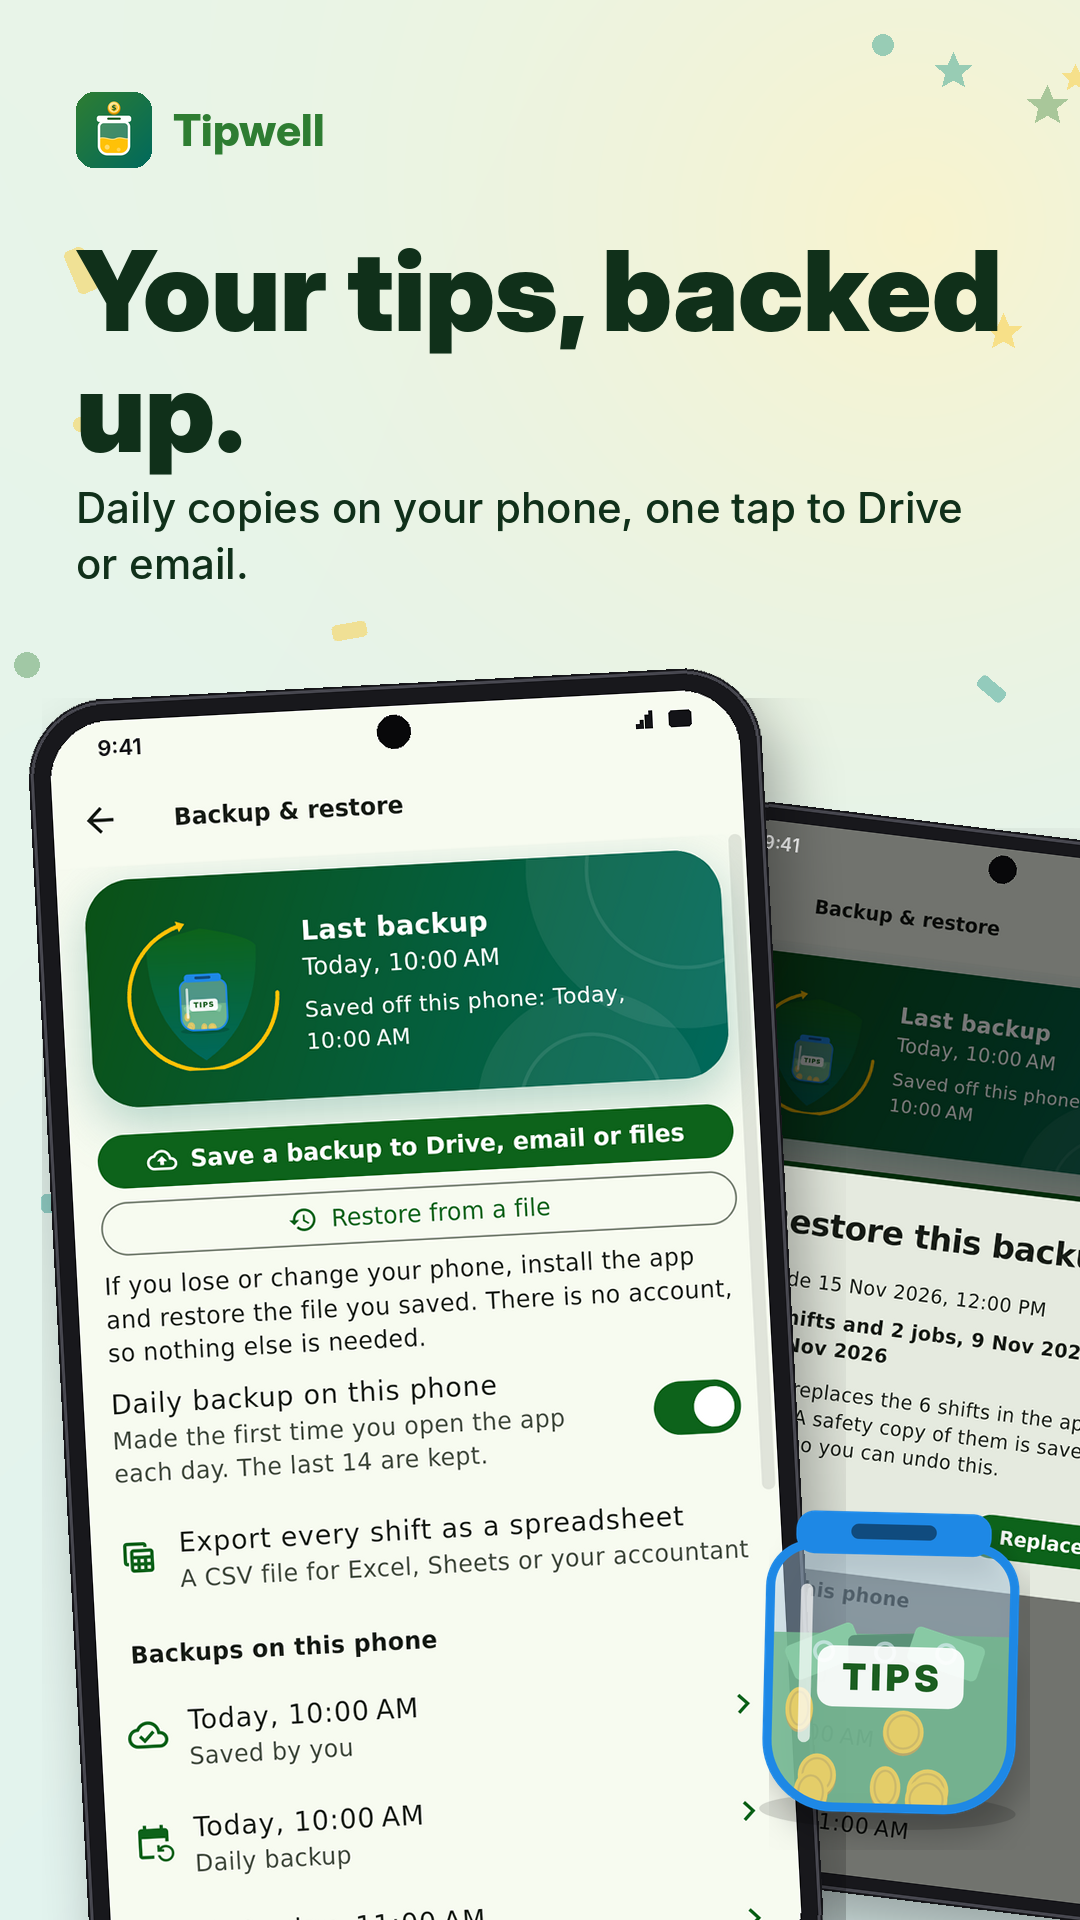 Tipwell
Your tips, backed
up.
Daily copies on your phone, one tap to Drive
or email.
9:41
Backup & restore
Last backup
Today, 10:00 AM
Saved off this phone: Today,
10:00 AM
TIPS
Save a backup to Drive, email or files
Restore from a file
If you lose or change your phone, install the app
and restore the file you saved. There is no account,
so nothing else is needed.
Daily backup on this phone
Made the first time you open the app
each day. The last 14 are kept.
Export every shift as a spreadsheet
A CSV file for Excel, Sheets or your accountant
Backups on this phone
Today, 10:00 AM
Saved by you
Today, 10:00 AM
Daily backup
11:00 AM
9:41
Backup & restore
Last backup
Today, 10:00 AM
Saved off this phone
10:00 AM
TIPS
estore this back
de 15 Nov 2026, 12:00 PM
hifts and 2 jobs, 9 Nov 202
Nov 2026
replaces the 6 shifts in the ap
A safety copy of them is save
o you can undo this.
Replace
his phone
TIPS
00 AM
1:00 AM